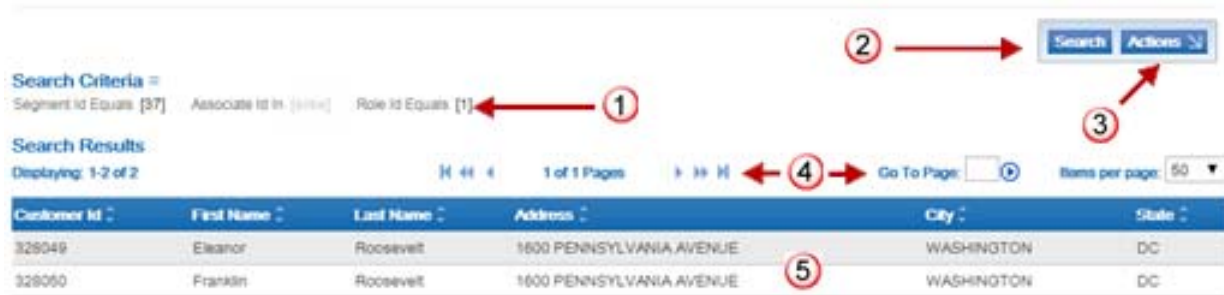 2
Search Actions
3
Search Criteria =
Segment Id Equals [37] Associate Id In Role Id Equals [1]
1
Search Results
Displaying: 1-2 of 2 1 of 1 Pages 4 Go To Page: Items per page: 50
Customer Id First Name Last Name Address City State
328049 Eleanor Roosevelt 1600 PENNSYLVANIA AVENUE WASHINGTON DC
328050 Franklin Roosevelt 1600 PENNSYLVANIA AVENUE WASHINGTON DC
5